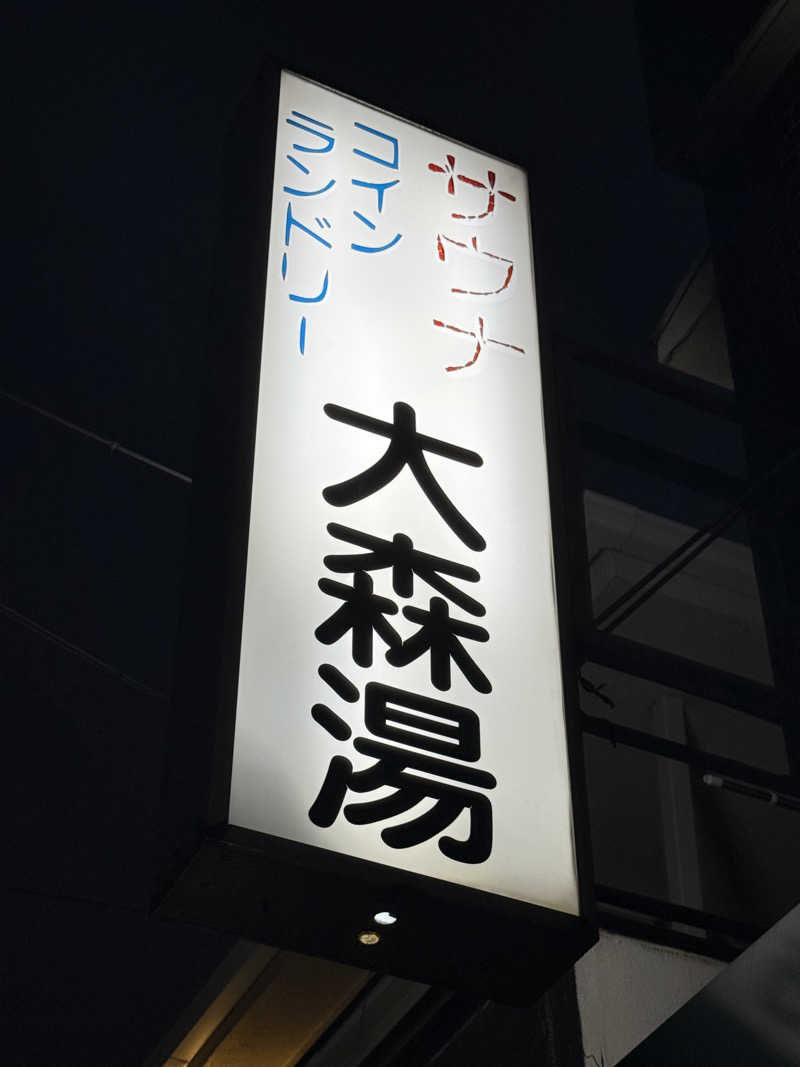 サウナ
コイン
ランドリー
大森湯